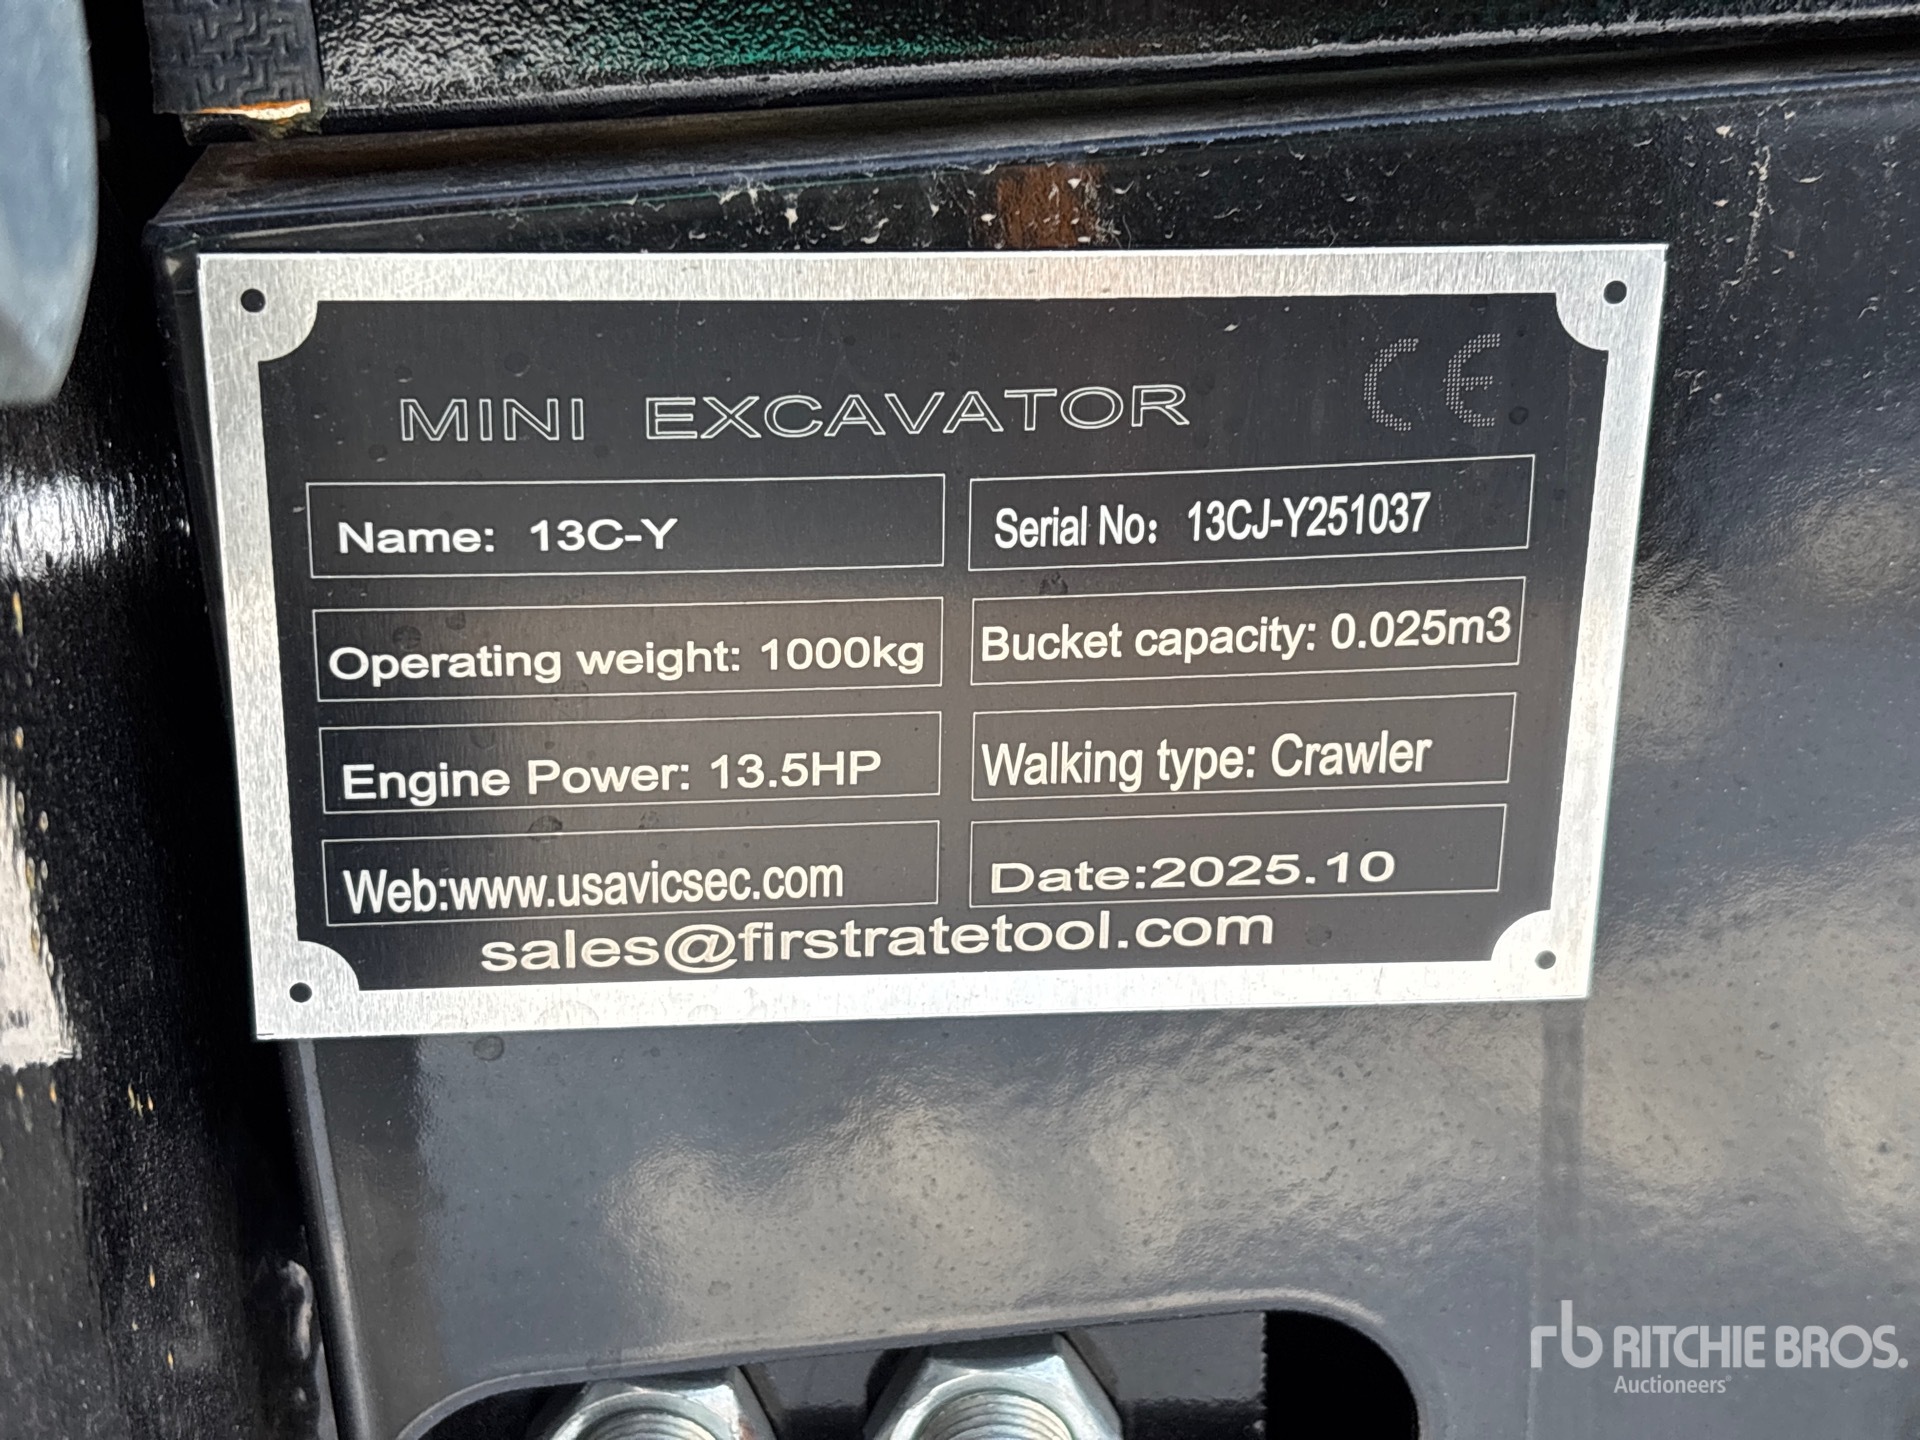 MINI EXCAVATOR CE
Name: 13C-Y
Serial No: 13CJ-Y251037
Operating weight: 1000kg
Bucket capacity: 0.025m3
Engine Power: 13.5HP
Walking type: Crawler
Web:www.usavicsec.com
Date:2025.10
sales@firstratetool.com
rb RITCHIE BROS.
Auctioneers